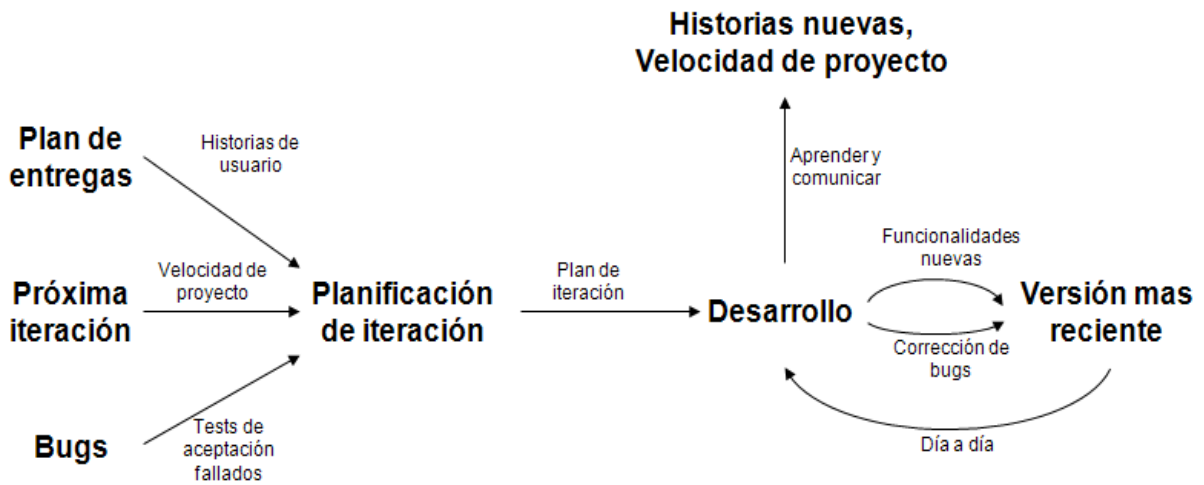 Historias nuevas,
Velocidad de proyecto
Plan de
entregas
Historias de
usuario
Aprender y
comunicar
Funcionalidades
nuevas
Próxima
iteración
Velocidad de
proyecto
Planificación
de iteración
Plan de
iteración
Desarrollo
Versión mas
reciente
Corrección de
bugs
Bugs
Tests de
aceptación
fallados
Día a día